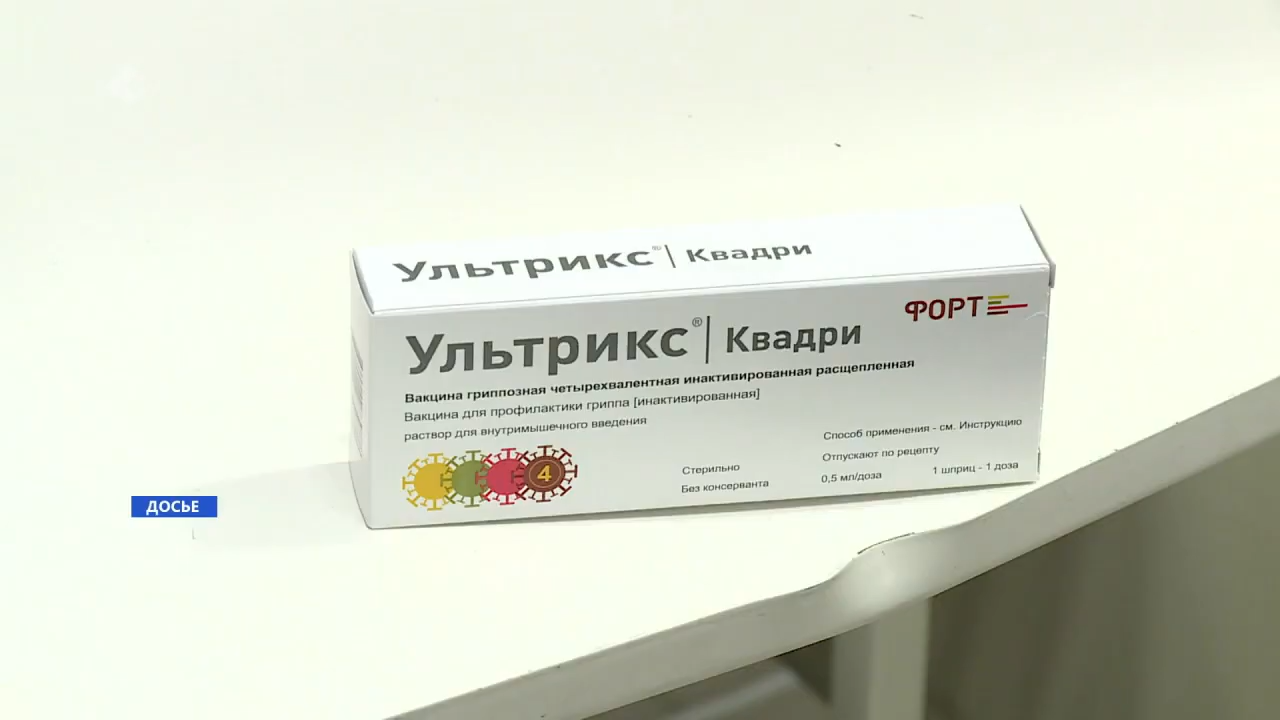 Ультрикс® | Квадри
ФОРТ
Ультрикс® | Квадри
Вакцина гриппозная четырехвалентная инактивированная расщепленная
Вакцина для профилактики гриппа [инактивированная]
раствор для внутримышечного введения
4
Стерильно
Без консерванта
Способ применения - см. Инструкцию
Отпускают по рецепту
0,5 мл/доза 1 шприц - 1 доза
ДОСЬЕ